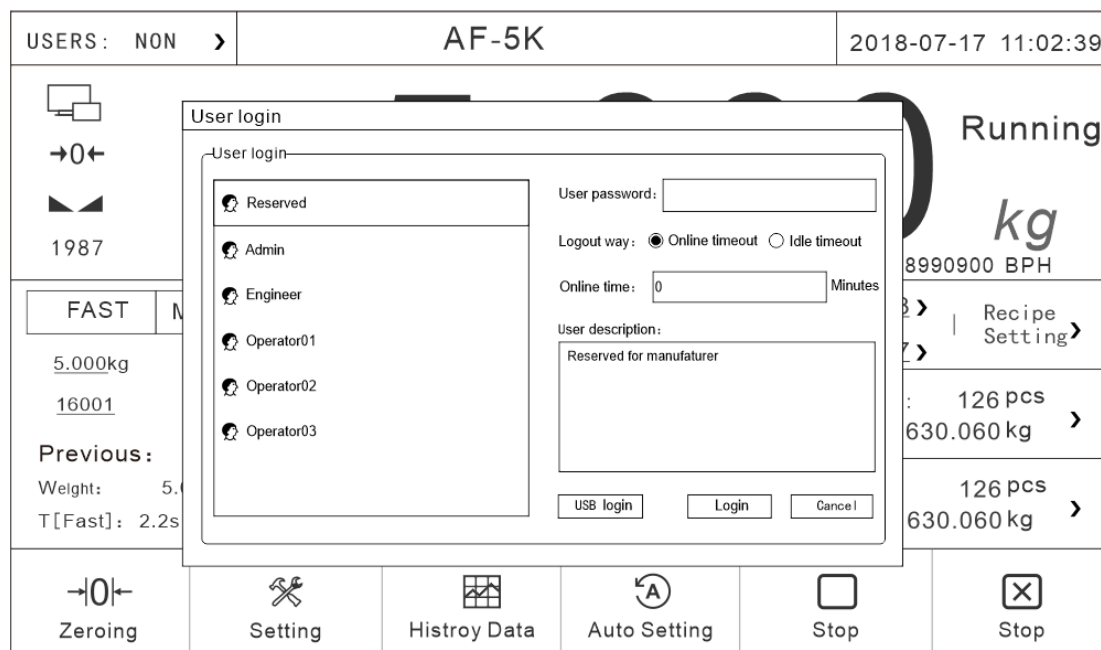 USERS: NON
AF-5K
2018-07-17 11:02:39
Running
kg
1987
8990900 BPH
User login
User login
Reserved
Admin
Engineer
Operator01
Operator02
Operator03
User password:
Logout way: Online timeout Idle timeout
Online time: 0 Minutes
User description:
Reserved for manufaturer
USB login Login Cancel
FAST
5.000kg
16001
Previous:
Weight: 5.
T[Fast]: 2.2s
Recipe
Setting
126 pcs
630.060 kg
126 pcs
630.060 kg
→|0|← Zeroing
Setting
Histroy Data
A Auto Setting
Stop
Stop